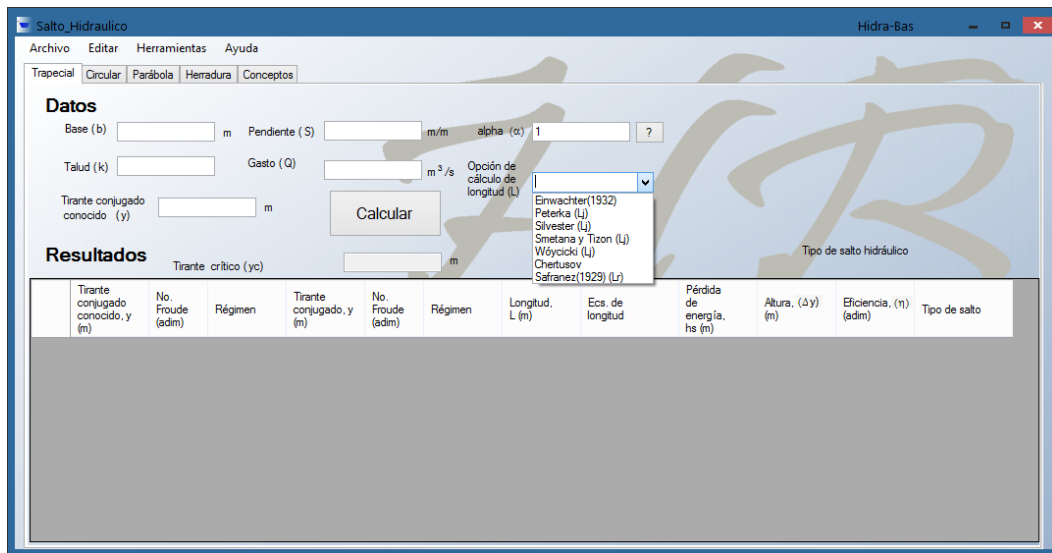 Salto_Hidraulico
Hidra-Bas
Archivo Editar Herramientas Ayuda
Trapecial Circular Parábola Herradura Conceptos
Datos
Base (b) m Pendiente (S) m/m alpha (α) 1 ?
Talud (k) Gasto (Q) m³/s Opción de cálculo de longitud (L)
Tirante conjugado conocido (y) m Calcular
Einwachter(1932)
Peterka (Lj)
Silvester (Lj)
Smetana y Tizon (Lj)
Wóycicki (Lj)
Chertusov
Safranez(1929) (Lr)
Resultados Tirante crítico (yc) m Tipo de salto hidráulico
Tirante conjugado conocido, y (m)
No. Froude (adim)
Régimen
Tirante conjugado, y (m)
No. Froude (adim)
Régimen
Longitud, L (m)
Ecs. de longitud
Pérdida de energía, hs (m)
Altura, (Δy) (m)
Eficiencia, (η) (adim)
Tipo de salto
HR